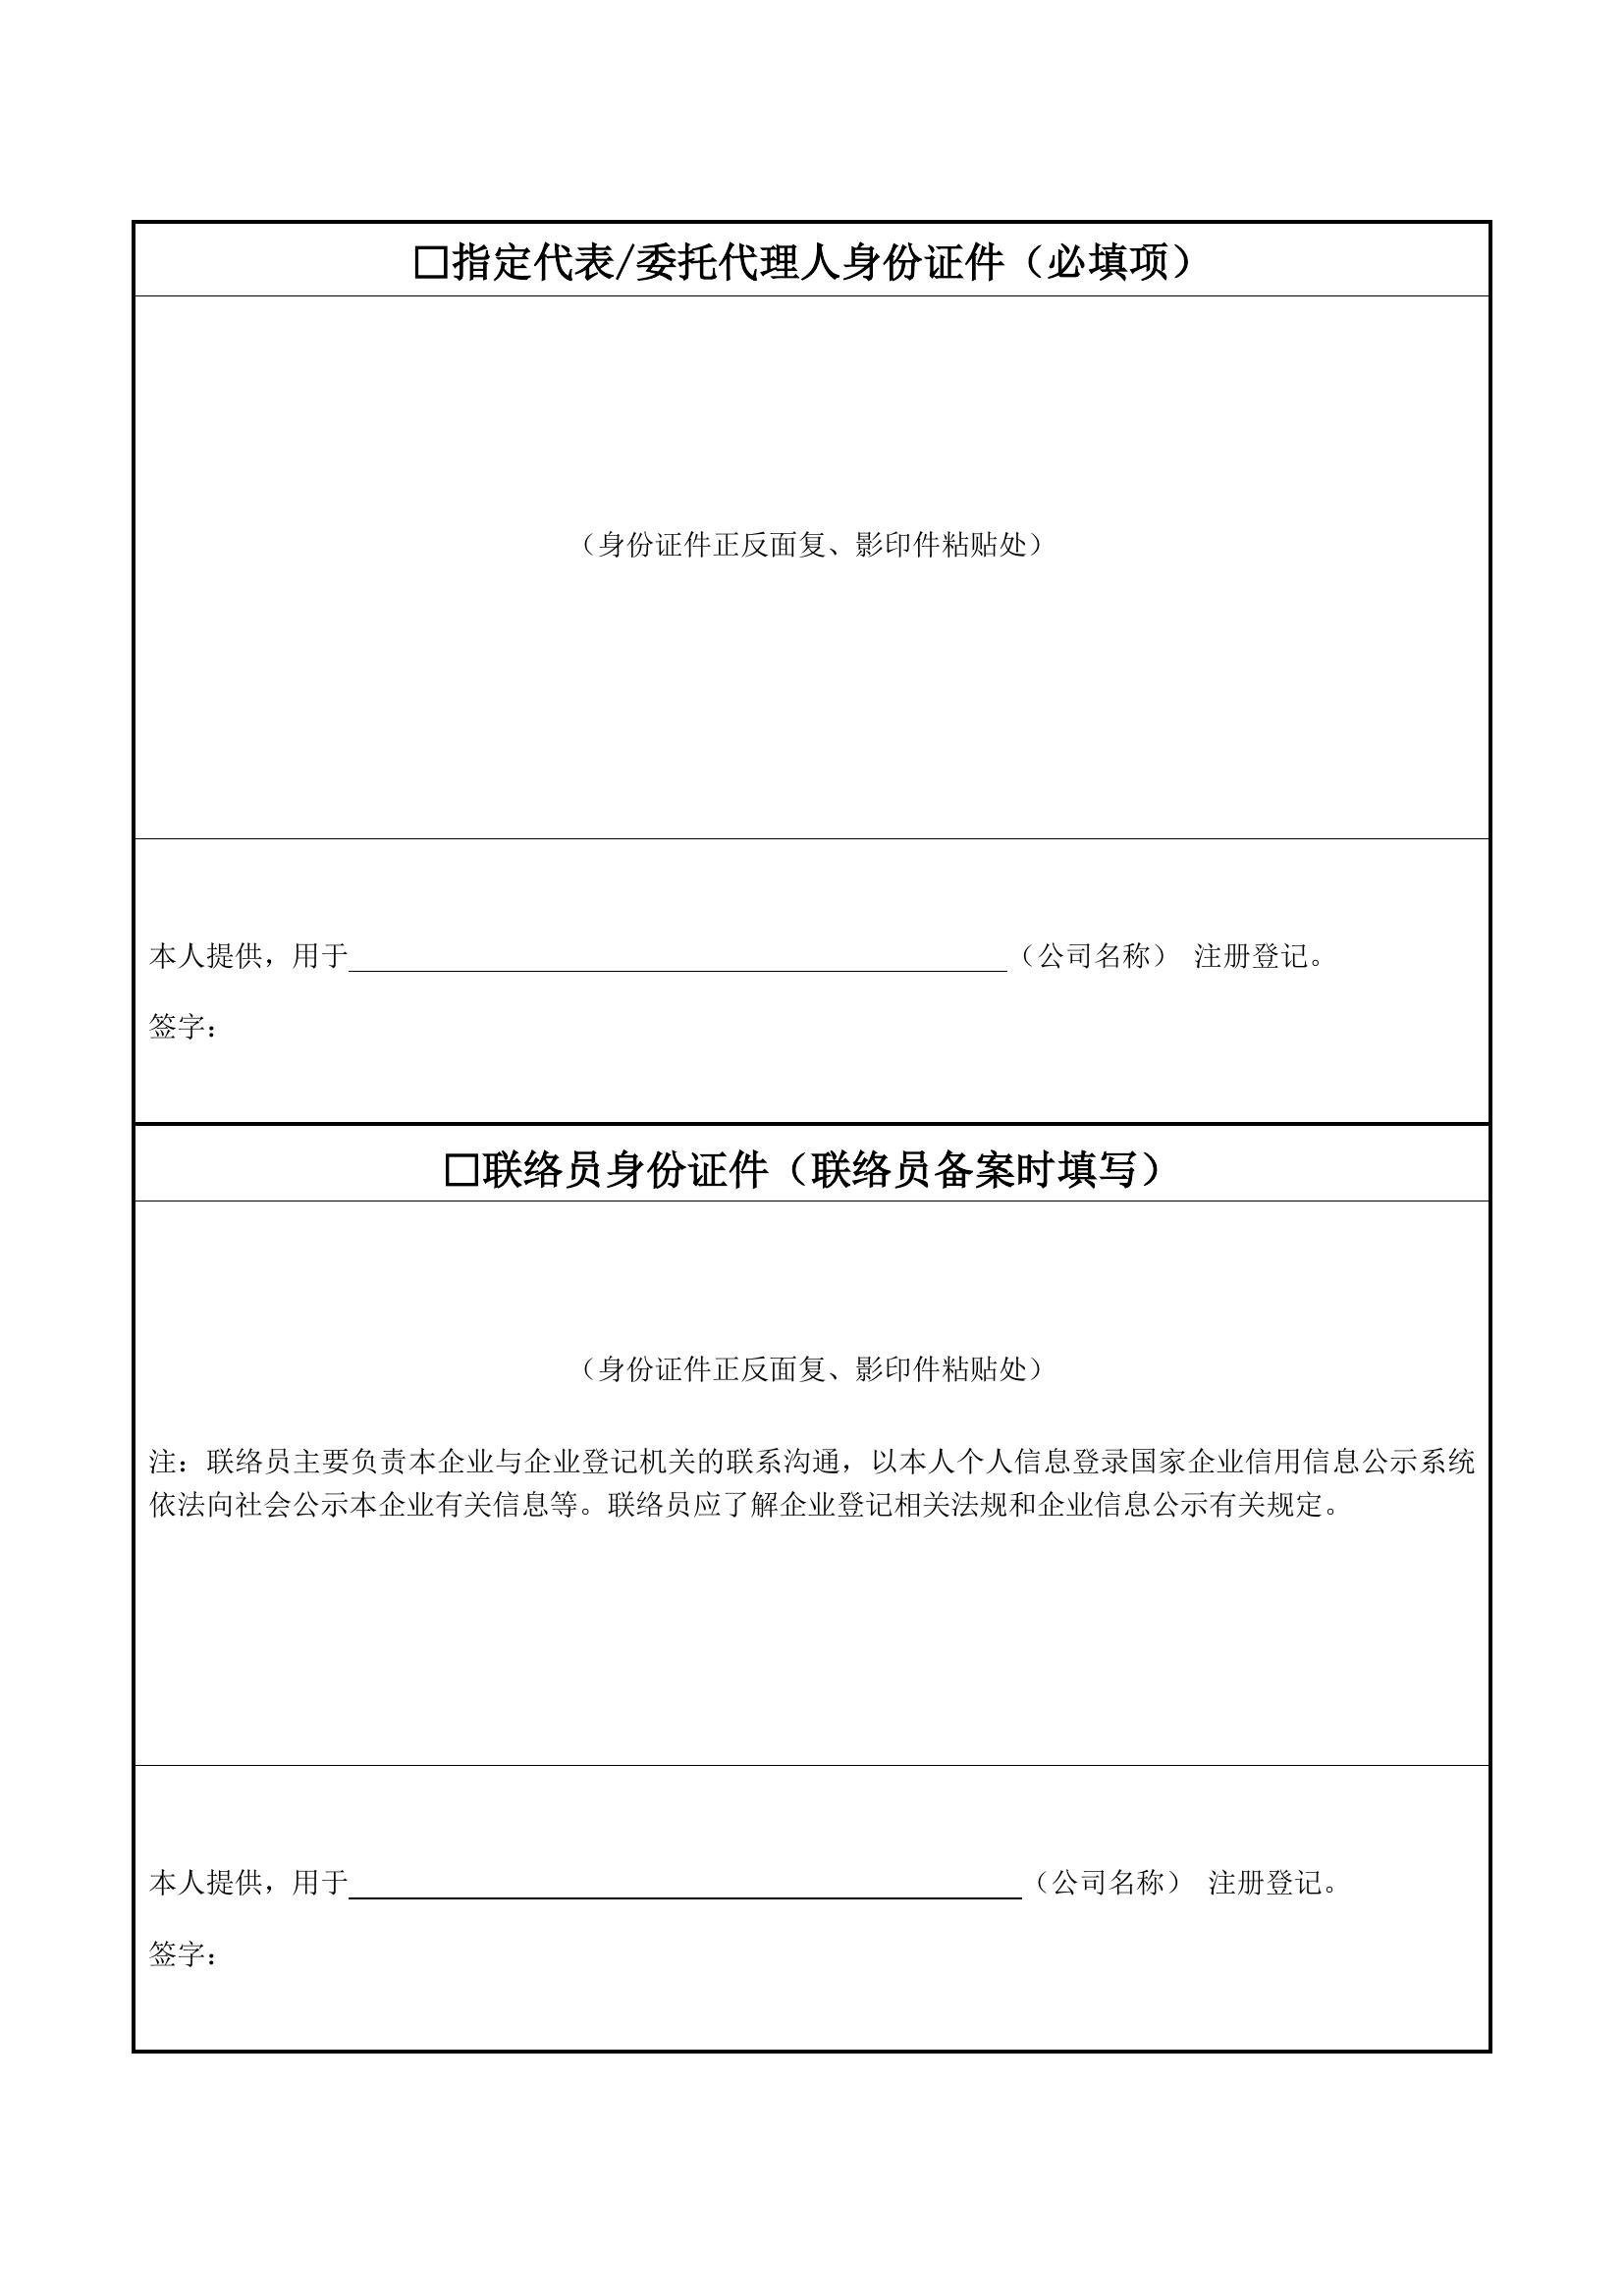 □指定代表/委托代理人身份证件（必填项）
（身份证件正反面复、影印件粘贴处）
本人提供，用于（公司名称） 注册登记。
签字：
□联络员身份证件（联络员备案时填写）
（身份证件正反面复、影印件粘贴处）
注：联络员主要负责本企业与企业登记机关的联系沟通，以本人个人信息登录国家企业信用信息公示系统
依法向社会公示本企业有关信息等。联络员应了解企业登记相关法规和企业信息公示有关规定。
本人提供，用于（公司名称） 注册登记。
签字：